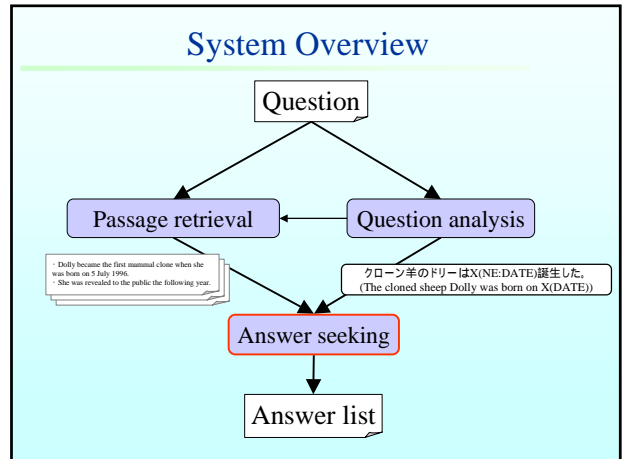 System Overview
Question
Passage retrieval
Question analysis
・Dolly became the first mammal clone when she
was born on 5 July 1996.
・She was revealed to the public the following year.
クローン羊のドリーはX(NE:DATE)誕生した。
(The cloned sheep Dolly was born on X(DATE))
Answer seeking
Answer list